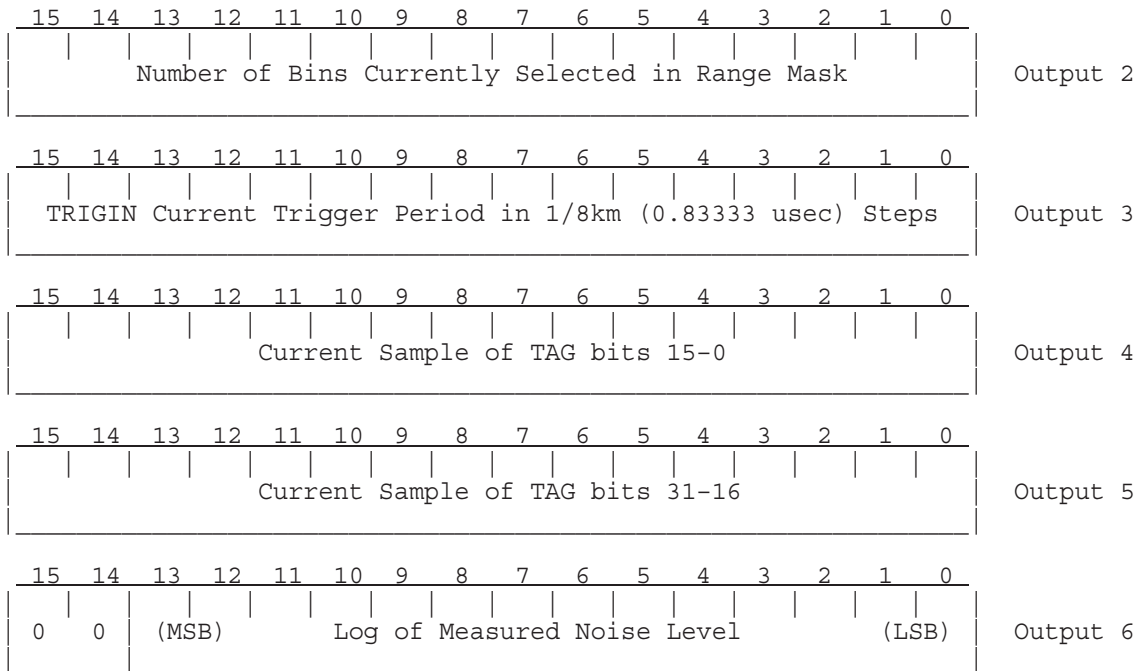 15 14 13 12 11 10 9 8 7 6 5 4 3 2 1 0
Number of Bins Currently Selected in Range Mask Output 2
15 14 13 12 11 10 9 8 7 6 5 4 3 2 1 0
TRIGIN Current Trigger Period in 1/8km (0.83333 usec) Steps Output 3
15 14 13 12 11 10 9 8 7 6 5 4 3 2 1 0
Current Sample of TAG bits 15-0 Output 4
15 14 13 12 11 10 9 8 7 6 5 4 3 2 1 0
Current Sample of TAG bits 31-16 Output 5
15 14 13 12 11 10 9 8 7 6 5 4 3 2 1 0
0 0 (MSB) Log of Measured Noise Level (LSB) Output 6